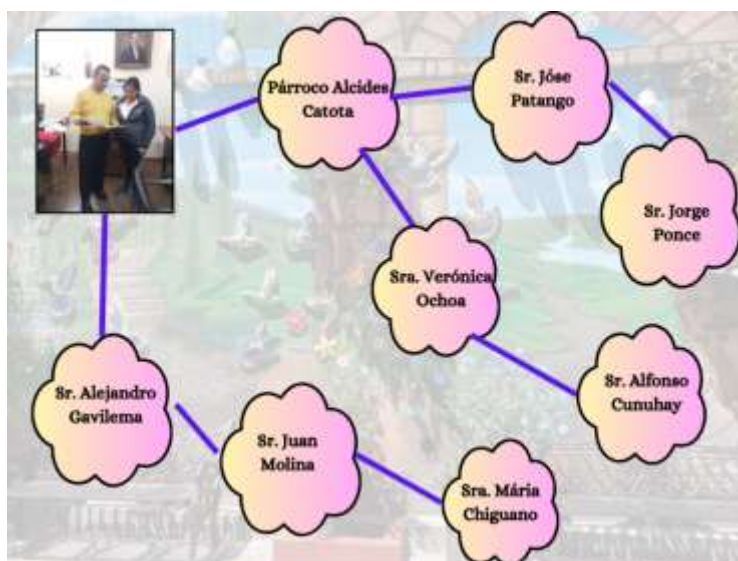 Párroco Alcides
Catota
Sr. Jóse
Patango
Sr. Jorge
Ponce
Sra. Verónica
Ochoa
Sr. Alejandro
Gavilema
Sr. Alfonso
Cunuhay
Sr. Juan
Molina
Sra. Mária
Chiguano